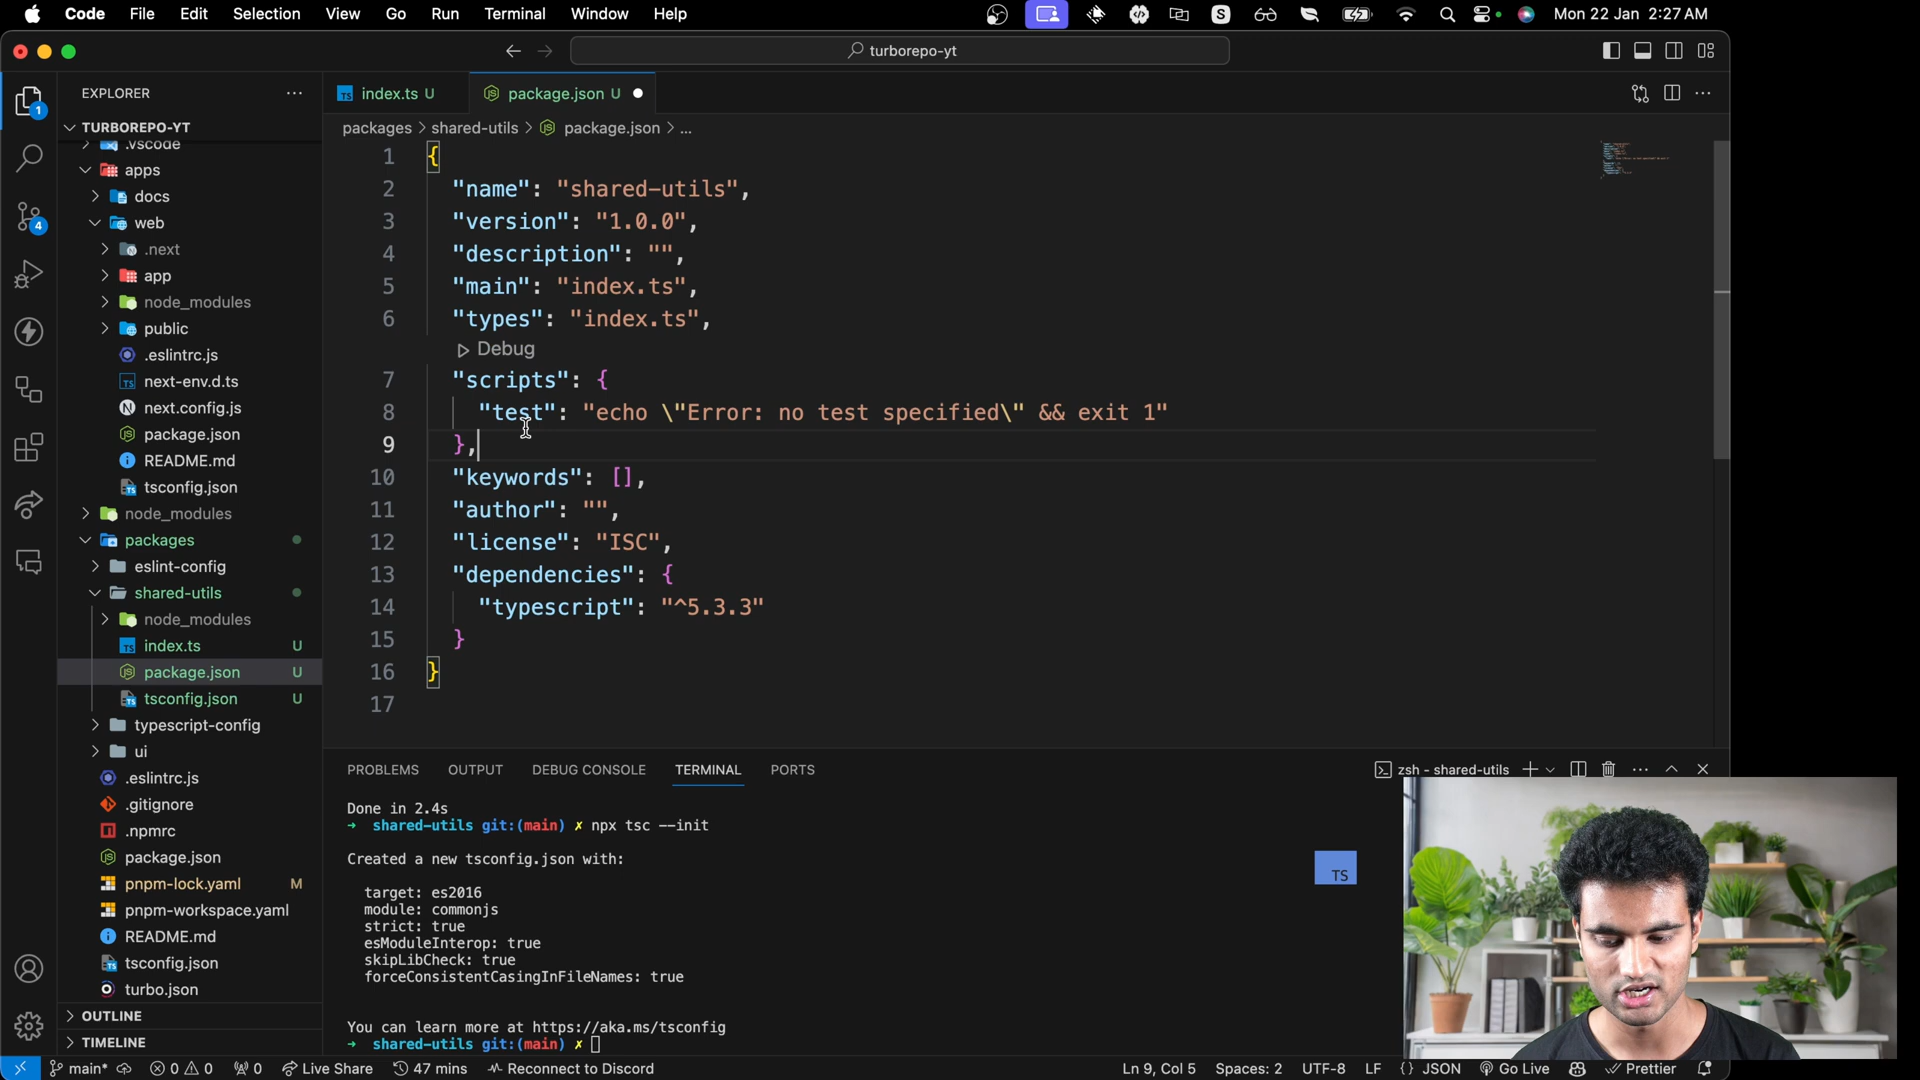 Code File Edit Selection View Go Run Terminal Window Help
S
Mon 22 Jan 2:27 AM
turborepo-yt
EXPLORER
TURBOREPO-YT
.vscode
apps
docs
web
.next
app
node_modules
public
.eslintrc.js
next-env.d.ts
next.config.js
package.json
README.md
tsconfig.json
node_modules
packages
eslint-config
shared-utils
node_modules
index.ts U
package.json U
tsconfig.json U
typescript-config
ui
.eslintrc.js
.gitignore
.npmrc
package.json
pnpm-lock.yaml M
pnpm-workspace.yaml
README.md
tsconfig.json
turbo.json
OUTLINE
TIMELINE
1
4
TS index.ts U
package.json U
packages > shared-utils > package.json > ...
1 {
2 "name": "shared-utils",
3 "version": "1.0.0",
4 "description": "",
5 "main": "index.ts",
6 "types": "index.ts",
Debug
7 "scripts": {
8 "test": "echo \"Error: no test specified\" && exit 1"
9 },
10 "keywords": [],
11 "author": "",
12 "license": "ISC",
13 "dependencies": {
14 "typescript": "^5.3.3"
15 }
16 }
17
PROBLEMS OUTPUT DEBUG CONSOLE TERMINAL PORTS
zsh - shared-utils
Done in 2.4s
→ shared-utils git:(main) ✗ npx tsc --init
Created a new tsconfig.json with:
TS
target: es2016
module: commonjs
strict: true
esModuleInterop: true
skipLibCheck: true
forceConsistentCasingInFileNames: true
You can learn more at https://aka.ms/tsconfig
→ shared-utils git:(main) ✗
main* 0 0 0 Live Share 47 mins Reconnect to Discord
Ln 9, Col 5 Spaces: 2 UTF-8 LF {} JSON Go Live Prettier